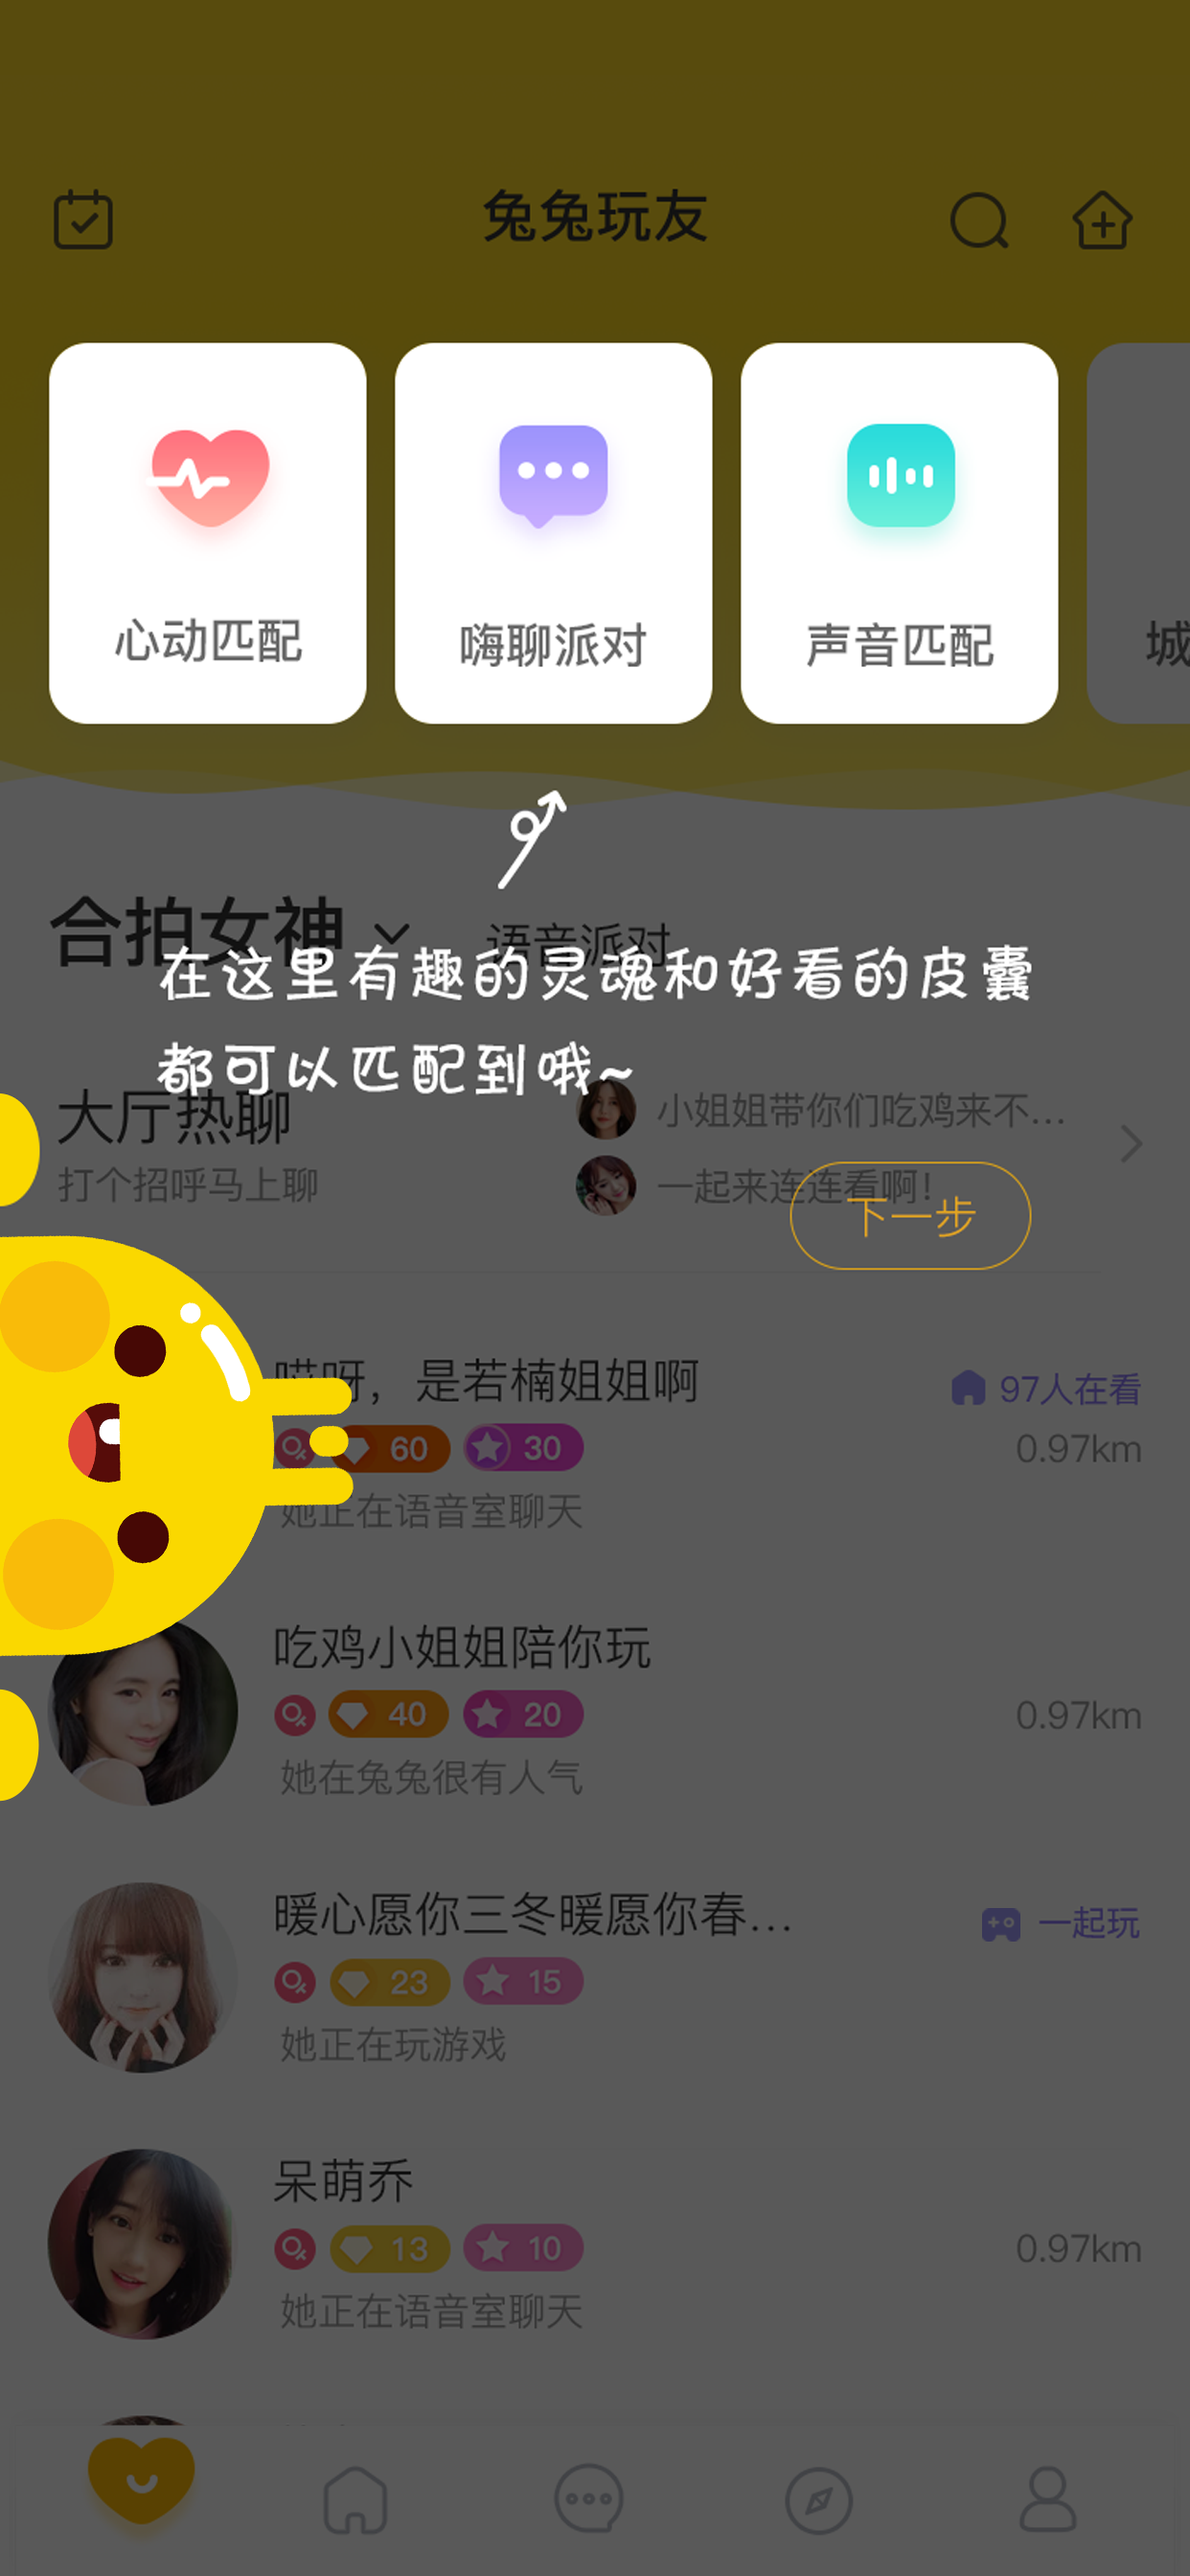 兔兔玩友
心动匹配
嗨聊派对
声音匹配
城
合拍女神
语音派对
在这里有趣的灵魂和好看的皮囊
都可以匹配到哦~
大厅热聊
打个招呼马上聊
小姐姐带你们吃鸡来不...
一起来连连看啊!
下一步
哎呀，是若楠姐姐啊
97人在看
60
30
0.97km
她正在语音室聊天
吃鸡小姐姐陪你玩
40
20
0.97km
她在兔兔很有人气
暖心愿你三冬暖愿你春...
一起玩
23
15
她正在玩游戏
呆萌乔
13
10
0.97km
她正在语音室聊天